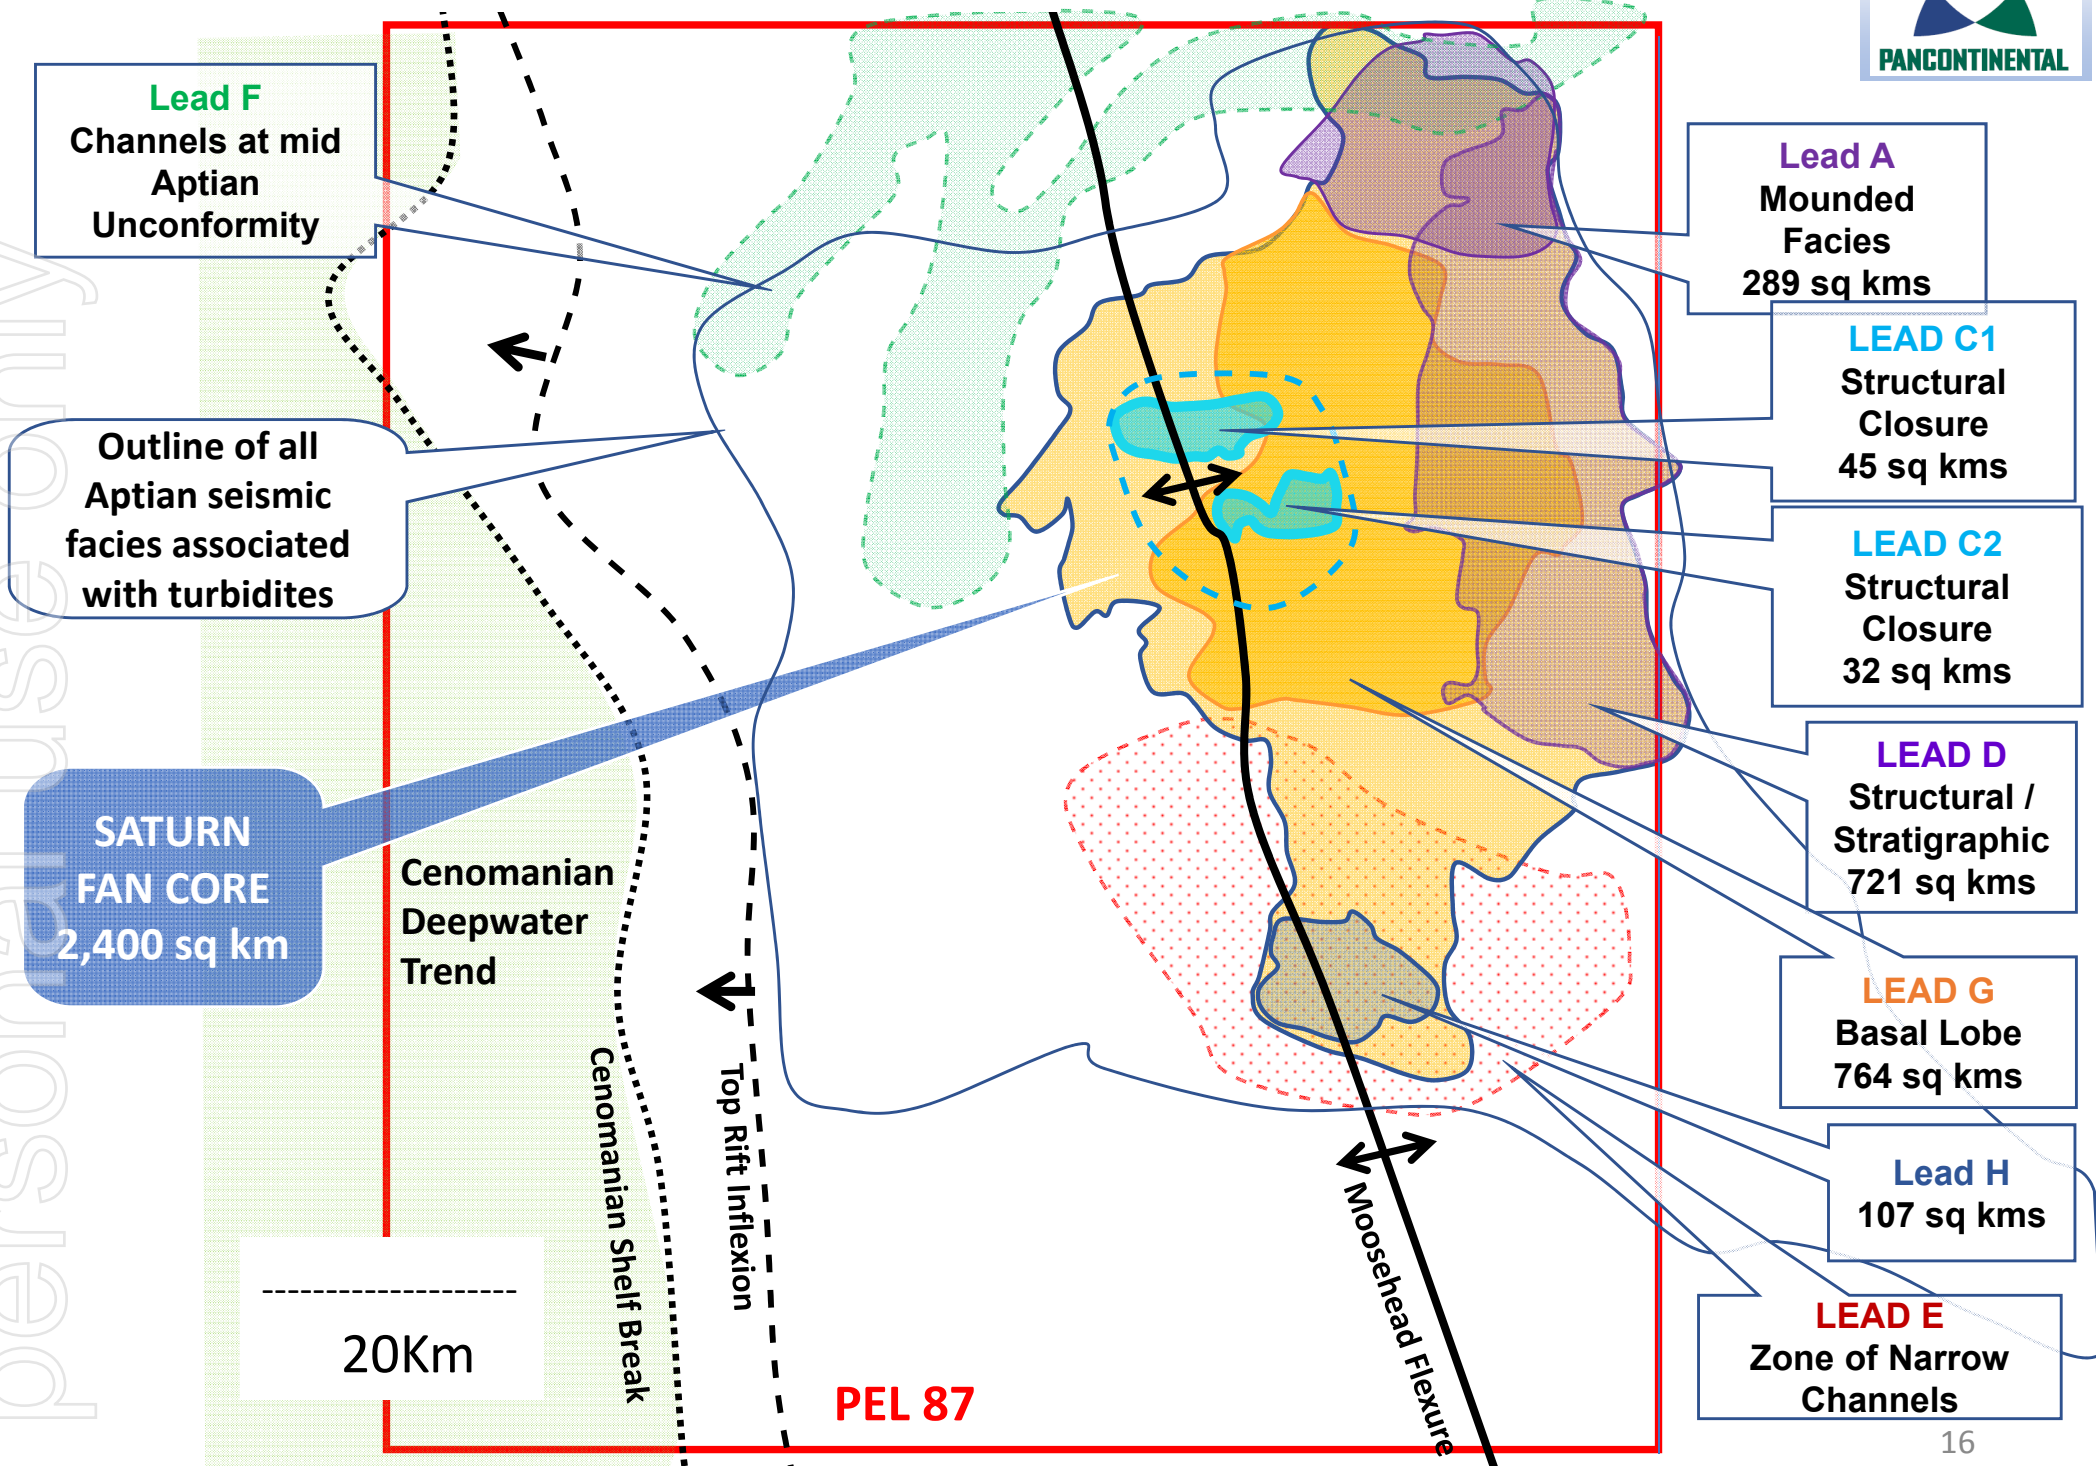 PANCONTINENTAL
Lead F
Channels at mid
Aptian
Unconformity
Lead A
Mounded
Facies
289 sq kms
LEAD C1
Structural
Closure
45 sq kms
Outline of all
Aptian seismic
facies associated
with turbidites
LEAD C2
Structural
Closure
32 sq kms
LEAD D
Structural /
Stratigraphic
721 sq kms
SATURN
FAN CORE
2,400 sq km
Cenomanian
Deepwater
Trend
LEAD G
Basal Lobe
764 sq kms
Lead H
107 sq kms
Cenomanian Shelf Break
Top Rift Inflexion
Moosehead Flexure
LEAD E
Zone of Narrow
Channels
20Km
PEL 87
16
personal use only